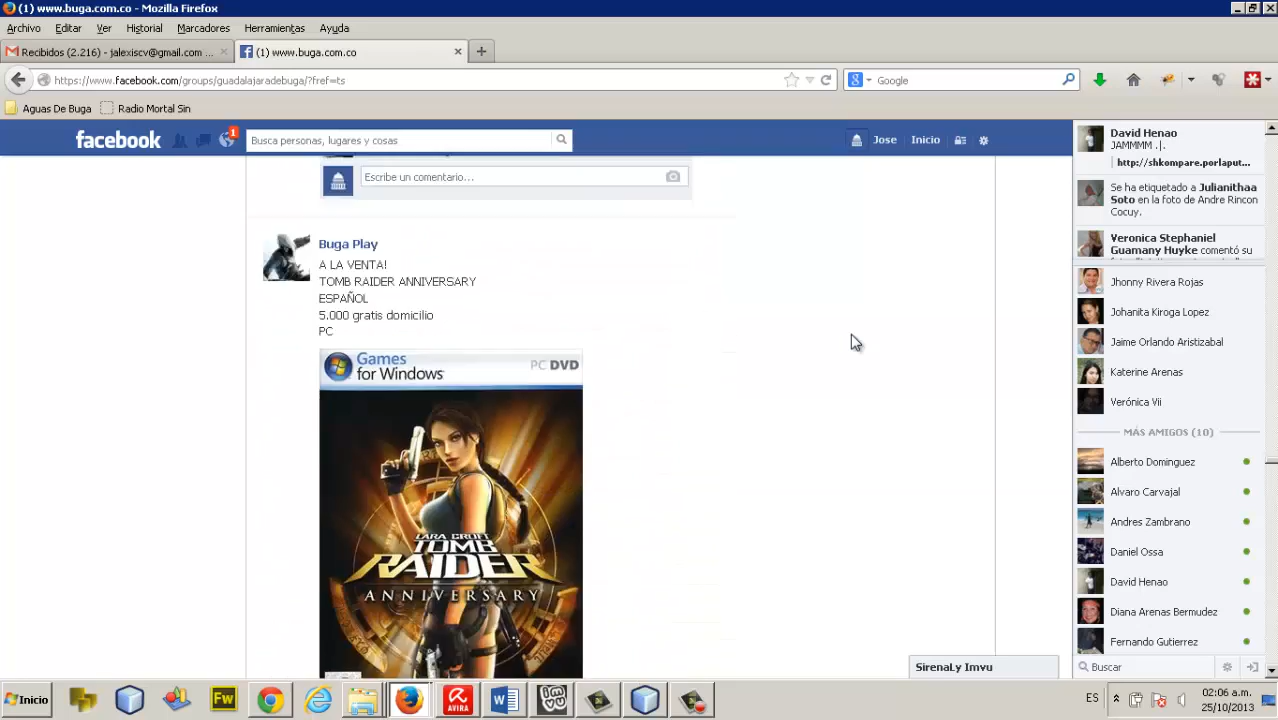 (1) www.buga.com.co - Mozilla Firefox
Archivo Editar Ver Historial Marcadores Herramientas Ayuda
Recibidos (2.216) - jalexiscv@gmail.com ...
(1) www.buga.com.co
https://www.facebook.com/groups/guadalajaradebuga/?fref=ts
Google
Aguas De Buga
Radio Mortal Sin
facebook
1
Busca personas, lugares y cosas
Jose
Inicio
Escribe un comentario...
Buga Play
A LA VENTA!
TOMB RAIDER ANNIVERSARY
ESPAÑOL
5.000 gratis domicilio
PC
Games
for Windows
PC DVD
LARA CROFT
TOMB
RAIDER
ANNIVERSARY
David Henao
JAMMMM .|.
http://shkompare.porlaput...
Se ha etiquetado a Julianithaa
Soto en la foto de Andre Rincon
Cocuy.
Veronica Stephaniel
Guamany Huyke comentó su
Jhonny Rivera Rojas
Johanita Kiroga Lopez
Jaime Orlando Aristizabal
Katerine Arenas
Verónica Vii
MÁS AMIGOS (10)
Alberto Dominguez
Alvaro Carvajal
Andres Zambrano
Daniel Ossa
David Henao
Diana Arenas Bermudez
Fernando Gutierrez
SirenaLy Imvu
Buscar
Inicio
Fw
AVIRA
ES
02:06 a.m.
25/10/2013